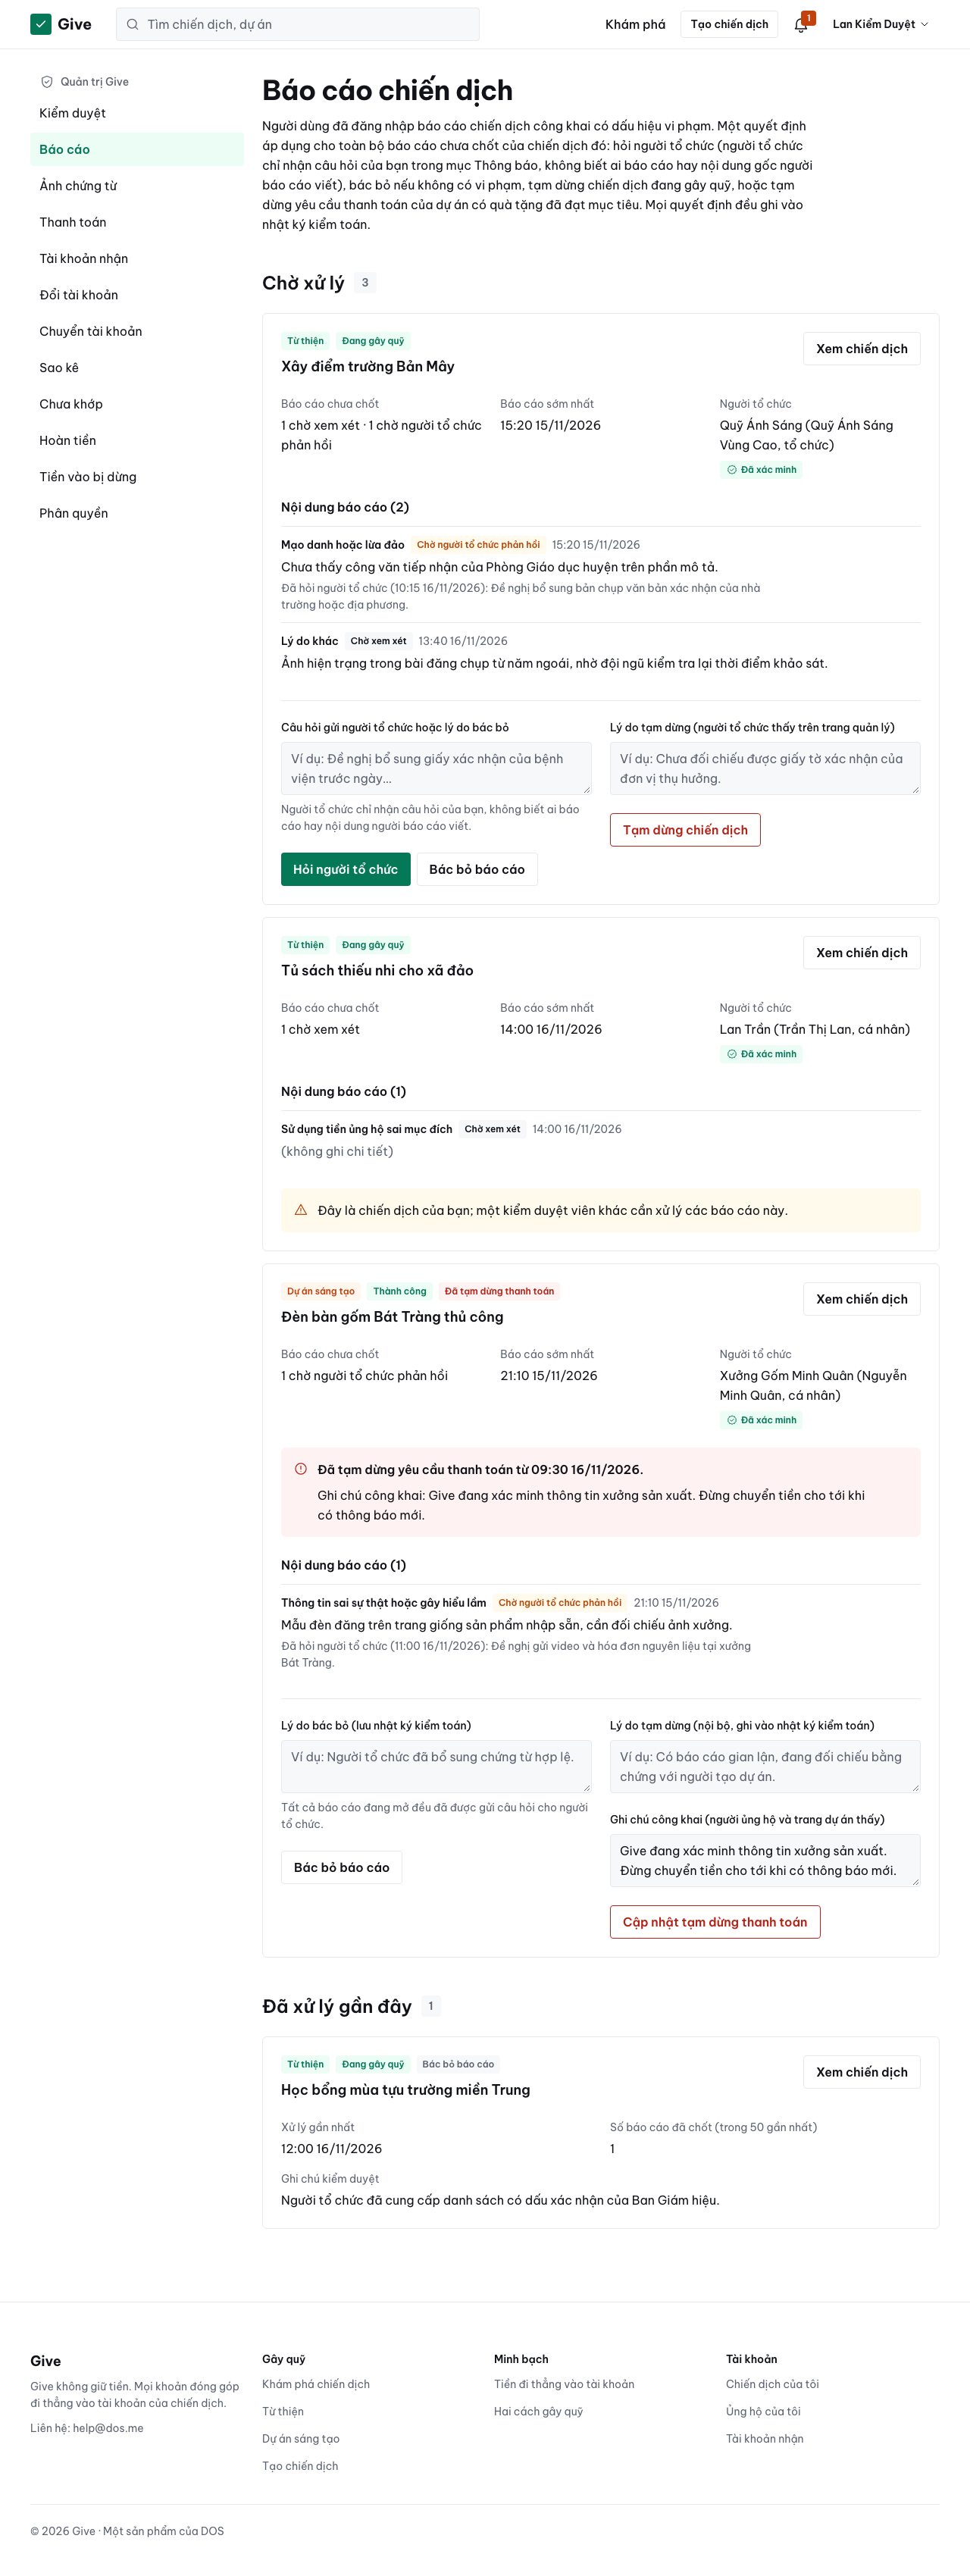 Give
Tìm chiến dịch, dự án
Khám phá
Tạo chiến dịch
1
Lan Kiểm Duyệt
Quản trị Give
Kiểm duyệt
Báo cáo
Ảnh chứng từ
Thanh toán
Tài khoản nhận
Đổi tài khoản
Chuyển tài khoản
Sao kê
Chưa khớp
Hoàn tiền
Tiền vào bị dừng
Phân quyền
Báo cáo chiến dịch
Người dùng đã đăng nhập báo cáo chiến dịch công khai có dấu hiệu vi phạm. Một quyết định
áp dụng cho toàn bộ báo cáo chưa chốt của chiến dịch đó: hỏi người tổ chức (người tổ chức
chỉ nhận câu hỏi của bạn trong mục Thông báo, không biết ai báo cáo hay nội dung gốc người
báo cáo viết), bác bỏ nếu không có vi phạm, tạm dừng chiến dịch đang gây quỹ, hoặc tạm
dừng yêu cầu thanh toán của dự án có quà tặng đã đạt mục tiêu. Mọi quyết định đều ghi vào
nhật ký kiểm toán.
Chờ xử lý 3
Từ thiện Đang gây quỹ
Xây điểm trường Bản Mây
Xem chiến dịch
Báo cáo chưa chốt
1 chờ xem xét · 1 chờ người tổ chức
phản hồi
Báo cáo sớm nhất
15:20 15/11/2026
Người tổ chức
Quỹ Ánh Sáng (Quỹ Ánh Sáng
Vùng Cao, tổ chức)
Đã xác minh
Nội dung báo cáo (2)
Mạo danh hoặc lừa đảo Chờ người tổ chức phản hồi 15:20 15/11/2026
Chưa thấy công văn tiếp nhận của Phòng Giáo dục huyện trên phần mô tả.
Đã hỏi người tổ chức (10:15 16/11/2026): Đề nghị bổ sung bản chụp văn bản xác nhận của nhà
trường hoặc địa phương.
Lý do khác Chờ xem xét 13:40 16/11/2026
Ảnh hiện trạng trong bài đăng chụp từ năm ngoái, nhờ đội ngũ kiểm tra lại thời điểm khảo sát.
Câu hỏi gửi người tổ chức hoặc lý do bác bỏ
Ví dụ: Đề nghị bổ sung giấy xác nhận của bệnh
viện trước ngày...
Người tổ chức chỉ nhận câu hỏi của bạn, không biết ai báo
cáo hay nội dung người báo cáo viết.
Hỏi người tổ chức
Bác bỏ báo cáo
Lý do tạm dừng (người tổ chức thấy trên trang quản lý)
Ví dụ: Chưa đối chiếu được giấy tờ xác nhận của
đơn vị thụ hưởng.
Tạm dừng chiến dịch
Từ thiện Đang gây quỹ
Tủ sách thiếu nhi cho xã đảo
Xem chiến dịch
Báo cáo chưa chốt
1 chờ xem xét
Báo cáo sớm nhất
14:00 16/11/2026
Người tổ chức
Lan Trần (Trần Thị Lan, cá nhân)
Đã xác minh
Nội dung báo cáo (1)
Sử dụng tiền ủng hộ sai mục đích Chờ xem xét 14:00 16/11/2026
(không ghi chi tiết)
Đây là chiến dịch của bạn; một kiểm duyệt viên khác cần xử lý các báo cáo này.
Dự án sáng tạo Thành công Đã tạm dừng thanh toán
Đèn bàn gốm Bát Tràng thủ công
Xem chiến dịch
Báo cáo chưa chốt
1 chờ người tổ chức phản hồi
Báo cáo sớm nhất
21:10 15/11/2026
Người tổ chức
Xưởng Gốm Minh Quân (Nguyễn
Minh Quân, cá nhân)
Đã xác minh
Đã tạm dừng yêu cầu thanh toán từ 09:30 16/11/2026.
Ghi chú công khai: Give đang xác minh thông tin xưởng sản xuất. Đừng chuyển tiền cho tới khi
có thông báo mới.
Nội dung báo cáo (1)
Thông tin sai sự thật hoặc gây hiểu lầm Chờ người tổ chức phản hồi 21:10 15/11/2026
Mẫu đèn đăng trên trang giống sản phẩm nhập sẵn, cần đối chiếu ảnh xưởng.
Đã hỏi người tổ chức (11:00 16/11/2026): Đề nghị gửi video và hóa đơn nguyên liệu tại xưởng
Bát Tràng.
Lý do bác bỏ (lưu nhật ký kiểm toán)
Ví dụ: Người tổ chức đã bổ sung chứng từ hợp lệ.
Tất cả báo cáo đang mở đều đã được gửi câu hỏi cho người
tổ chức.
Bác bỏ báo cáo
Lý do tạm dừng (nội bộ, ghi vào nhật ký kiểm toán)
Ví dụ: Có báo cáo gian lận, đang đối chiếu bằng
chứng với người tạo dự án.
Ghi chú công khai (người ủng hộ và trang dự án thấy)
Give đang xác minh thông tin xưởng sản xuất.
Đừng chuyển tiền cho tới khi có thông báo mới.
Cập nhật tạm dừng thanh toán
Đã xử lý gần đây 1
Từ thiện Đang gây quỹ Bác bỏ báo cáo
Học bổng mùa tựu trường miền Trung
Xem chiến dịch
Xử lý gần nhất
12:00 16/11/2026
Số báo cáo đã chốt (trong 50 gần nhất)
1
Ghi chú kiểm duyệt
Người tổ chức đã cung cấp danh sách có dấu xác nhận của Ban Giám hiệu.
Give
Give không giữ tiền. Mọi khoản đóng góp
đi thẳng vào tài khoản của chiến dịch.
Liên hệ: help@dos.me
Gây quỹ
Khám phá chiến dịch
Từ thiện
Dự án sáng tạo
Tạo chiến dịch
Minh bạch
Tiền đi thẳng vào tài khoản
Hai cách gây quỹ
Tài khoản
Chiến dịch của tôi
Ủng hộ của tôi
Tài khoản nhận
© 2026 Give · Một sản phẩm của DOS